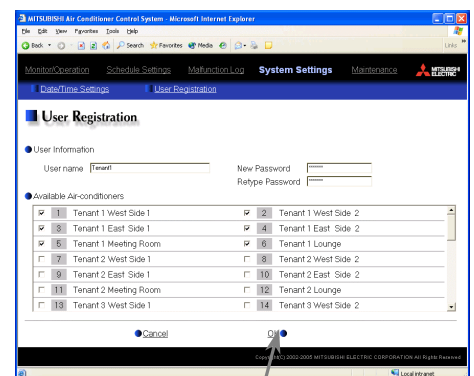 MITSUBISHI Air Conditioner Control System - Microsoft Internet Explorer
File Edit View Favorites Tools Help
Back Search Favorites Media Links
Monitor/Operation Schedule Settings Malfunction Log System Settings Maintenance MITSUBISHI ELECTRIC
Date/Time Settings User Registration
User Registration
User Information
User name Tenant1 New Password *******
Retype Password *******
Available Air-conditioners
1 Tenant 1 West Side 1 2 Tenant 1 West Side 2
3 Tenant 1 East Side 1 4 Tenant 1 East Side 2
5 Tenant 1 Meeting Room 6 Tenant 1 Lounge
7 Tenant 2 West Side 1 8 Tenant 2 West Side 2
9 Tenant 2 East Side 1 10 Tenant 2 East Side 2
11 Tenant 2 Meeting Room 12 Tenant 2 Lounge
13 Tenant 3 West Side 1 14 Tenant 3 West Side 2
Cancel OK
Copyright(C) 2002-2005 MITSUBISHI ELECTRIC CORPORATION All Rights Reserved
Local intranet